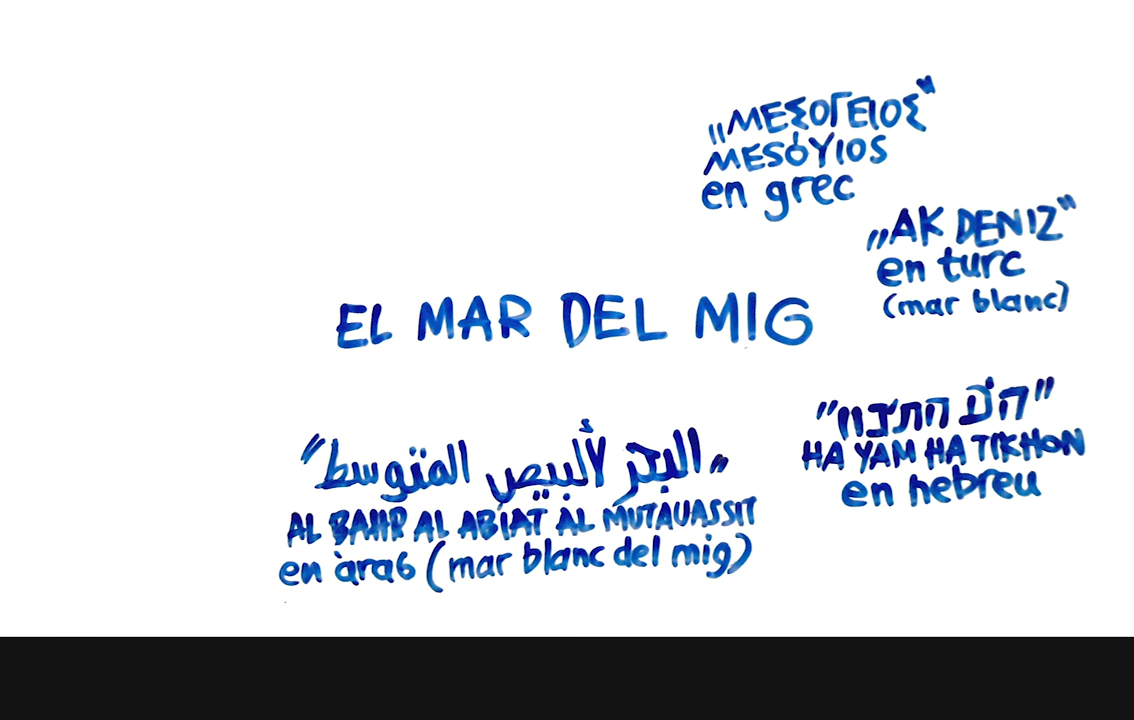 „ΜΕΣΟΓΕΙΟΣ“
MESÓYIOS
en grec
„AK DENIZ“
en turc
(mar blanc)
EL MAR DEL MIG
"הים התיכון"
HA YAM HA TIKHON
en hebreu
"البحر لألبيص المتوسط"
AL BAHR AL ABIAT AL MUTAUASSIT
en àrab (mar blanc del mig)